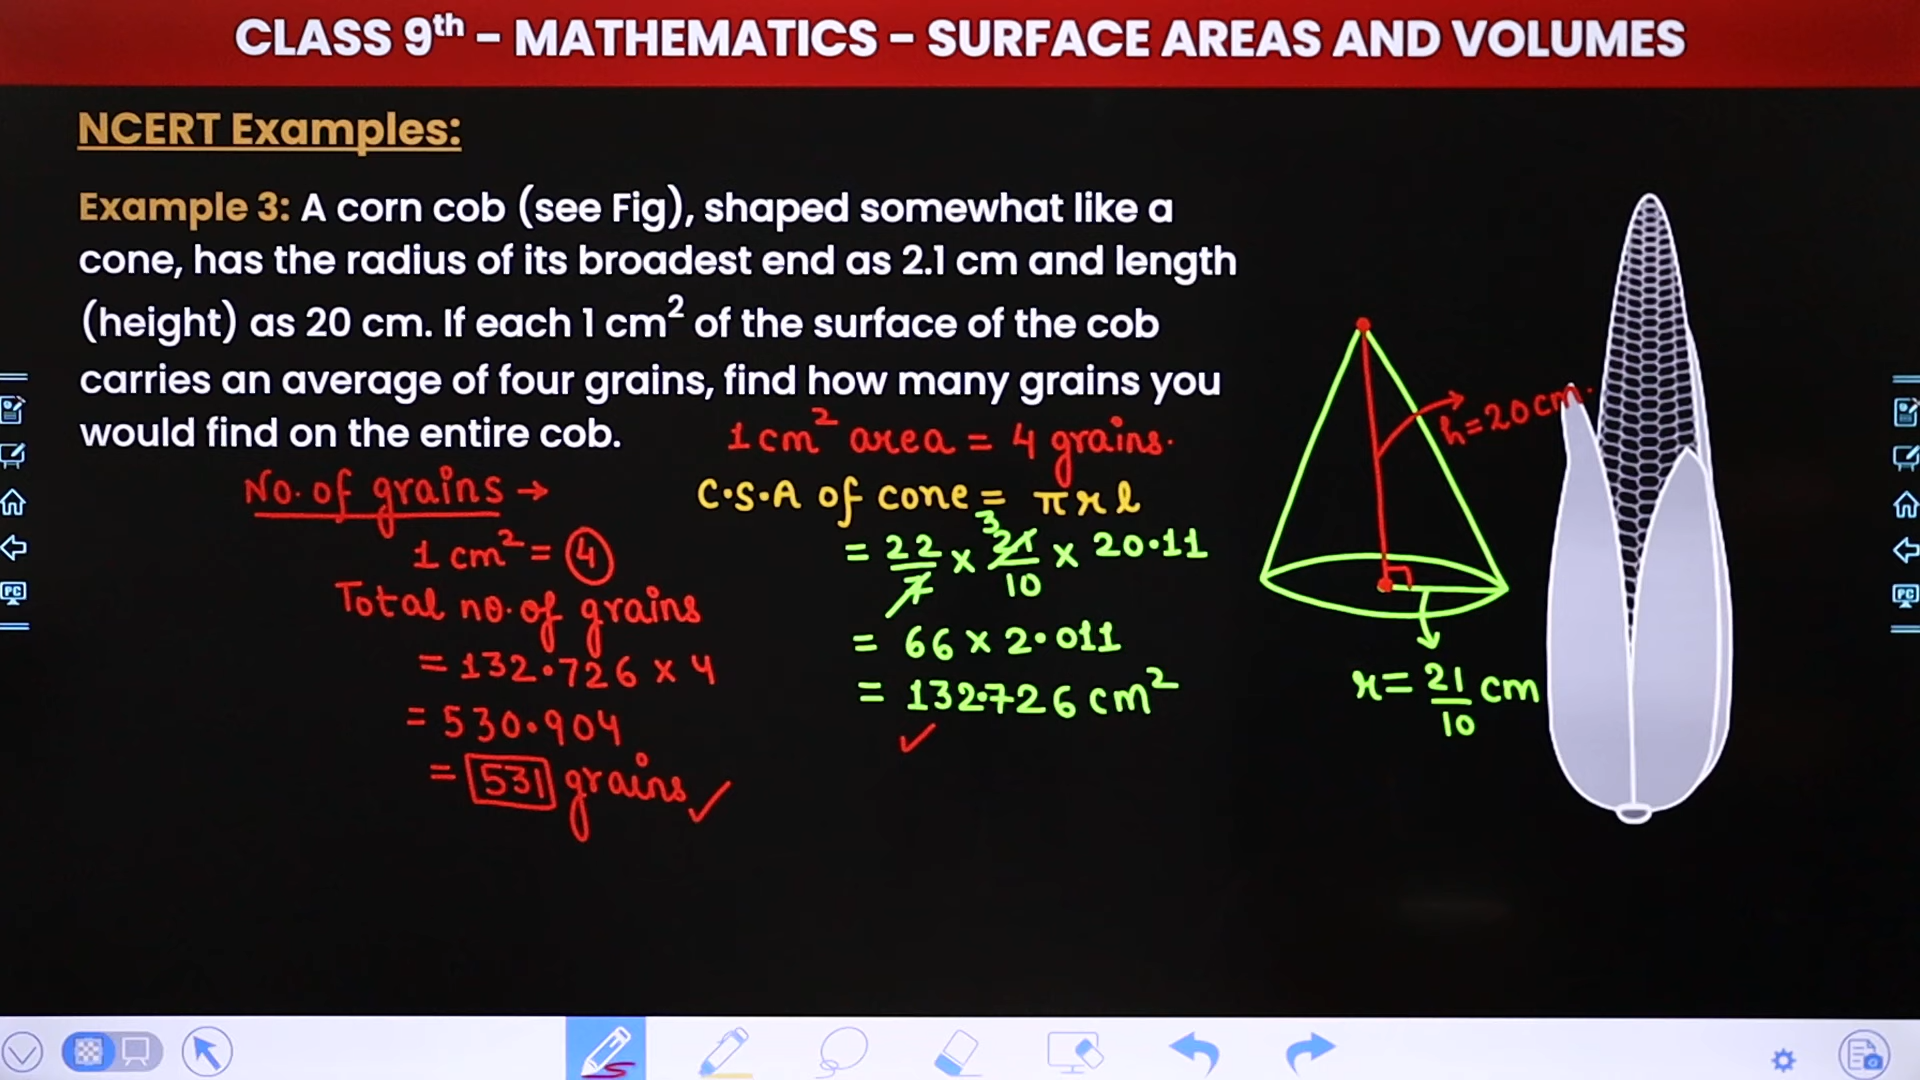 CLASS 9th - MATHEMATICS - SURFACE AREAS AND VOLUMES
NCERT Examples:
Example 3: A corn cob (see Fig), shaped somewhat like a
cone, has the radius of its broadest end as 2.1 cm and length
(height) as 20 cm. If each 1 cm² of the surface of the cob
carries an average of four grains, find how many grains you
would find on the entire cob.
1 cm² area = 4 grains.
No. of grains →
1 cm² = 4
Total no. of grains
= 132.726 × 4
= 530.904
= 531 grains ✓
C.S.A of cone = πrl
= 22/7 × 3 21/10 × 20.11
= 66 × 2.011
= 132.726 cm²
✓
h = 20 cm.
r = 21/10 cm
PC
PC